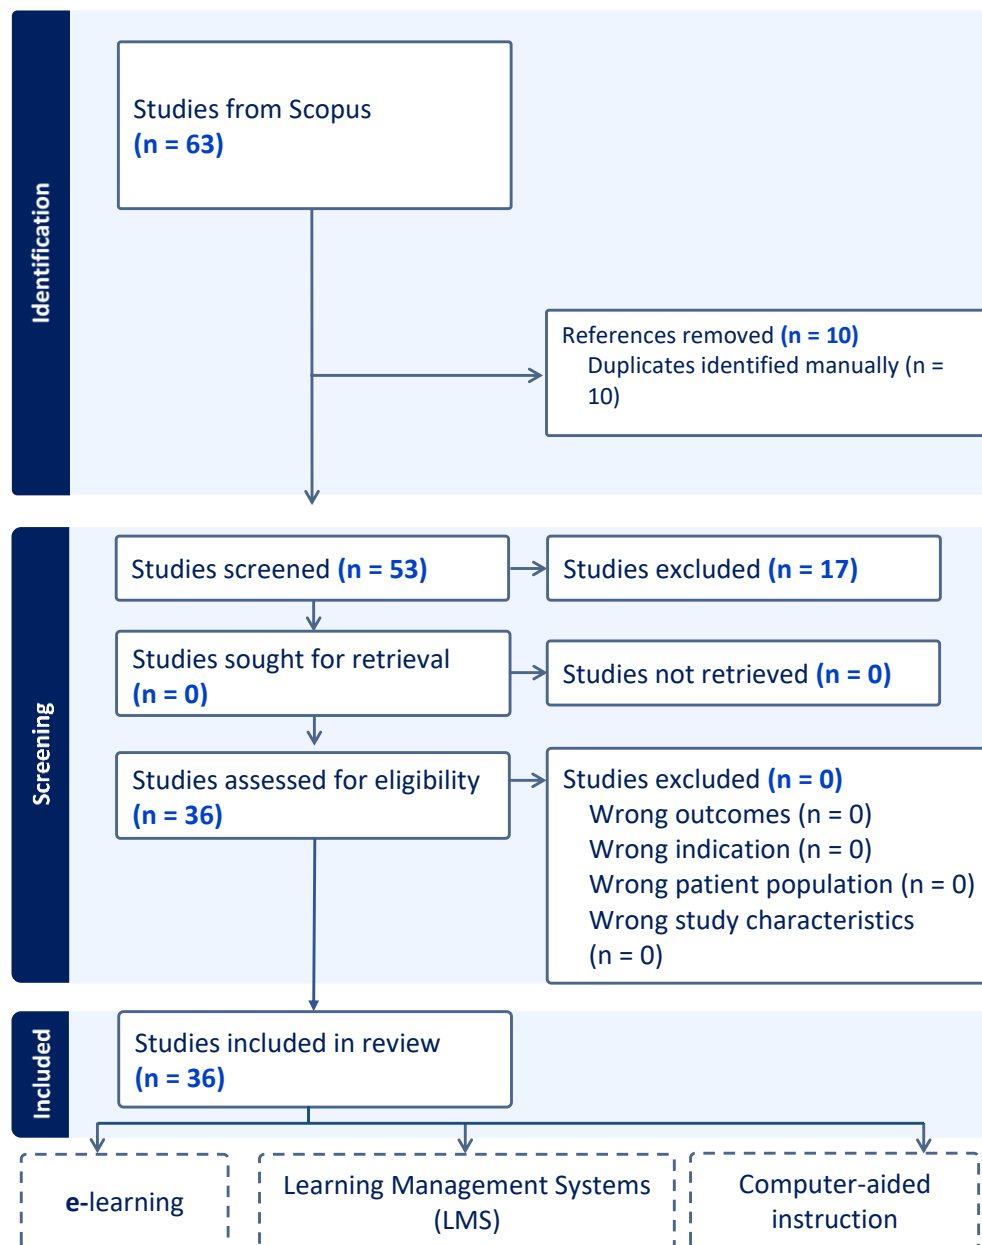 Identification
Studies from Scopus
(n = 63)
References removed (n = 10)
Duplicates identified manually (n =
10)
Screening
Studies screened (n = 53)
Studies excluded (n = 17)
Studies sought for retrieval
(n = 0)
Studies not retrieved (n = 0)
Studies assessed for eligibility
(n = 36)
Studies excluded (n = 0)
Wrong outcomes (n = 0)
Wrong indication (n = 0)
Wrong patient population (n = 0)
Wrong study characteristics
(n = 0)
Included
Studies included in review
(n = 36)
e-learning
Learning Management Systems
(LMS)
Computer-aided
instruction